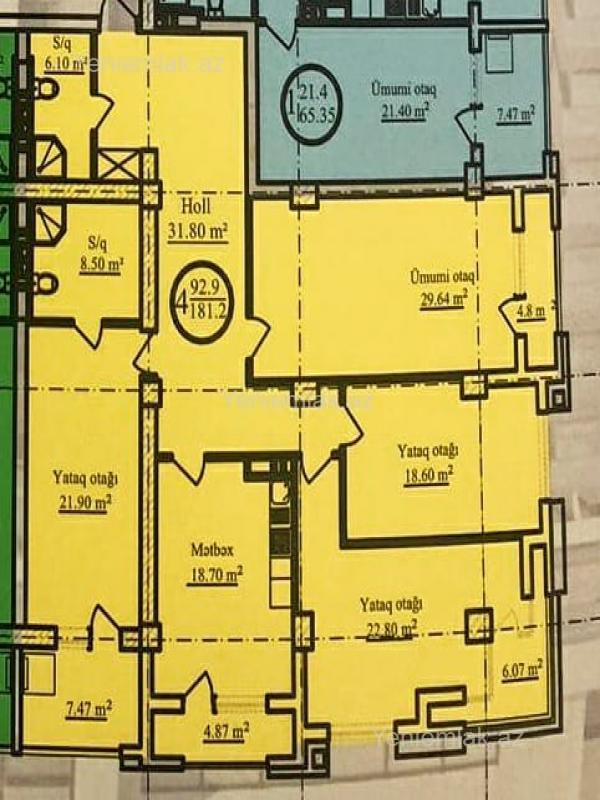 S/q
6.10 m²
Yeniemlak.az
1 21.4
65.35
Ümumi otaq
21.40 m²
7.47 m²
Holl
31.80 m²
S/q
8.50 m²
4 92.9
181.2
Ümumi otaq
29.64 m²
4.8 m
Yeniemlak.az
Yataq otağı
18.60 m²
Yataq otağı
21.90 m²
Mətbəx
18.70 m²
Yataq otağı
22.80 m²
6.07 m²
7.47 m²
4.87 m²
Yeniemlak.az